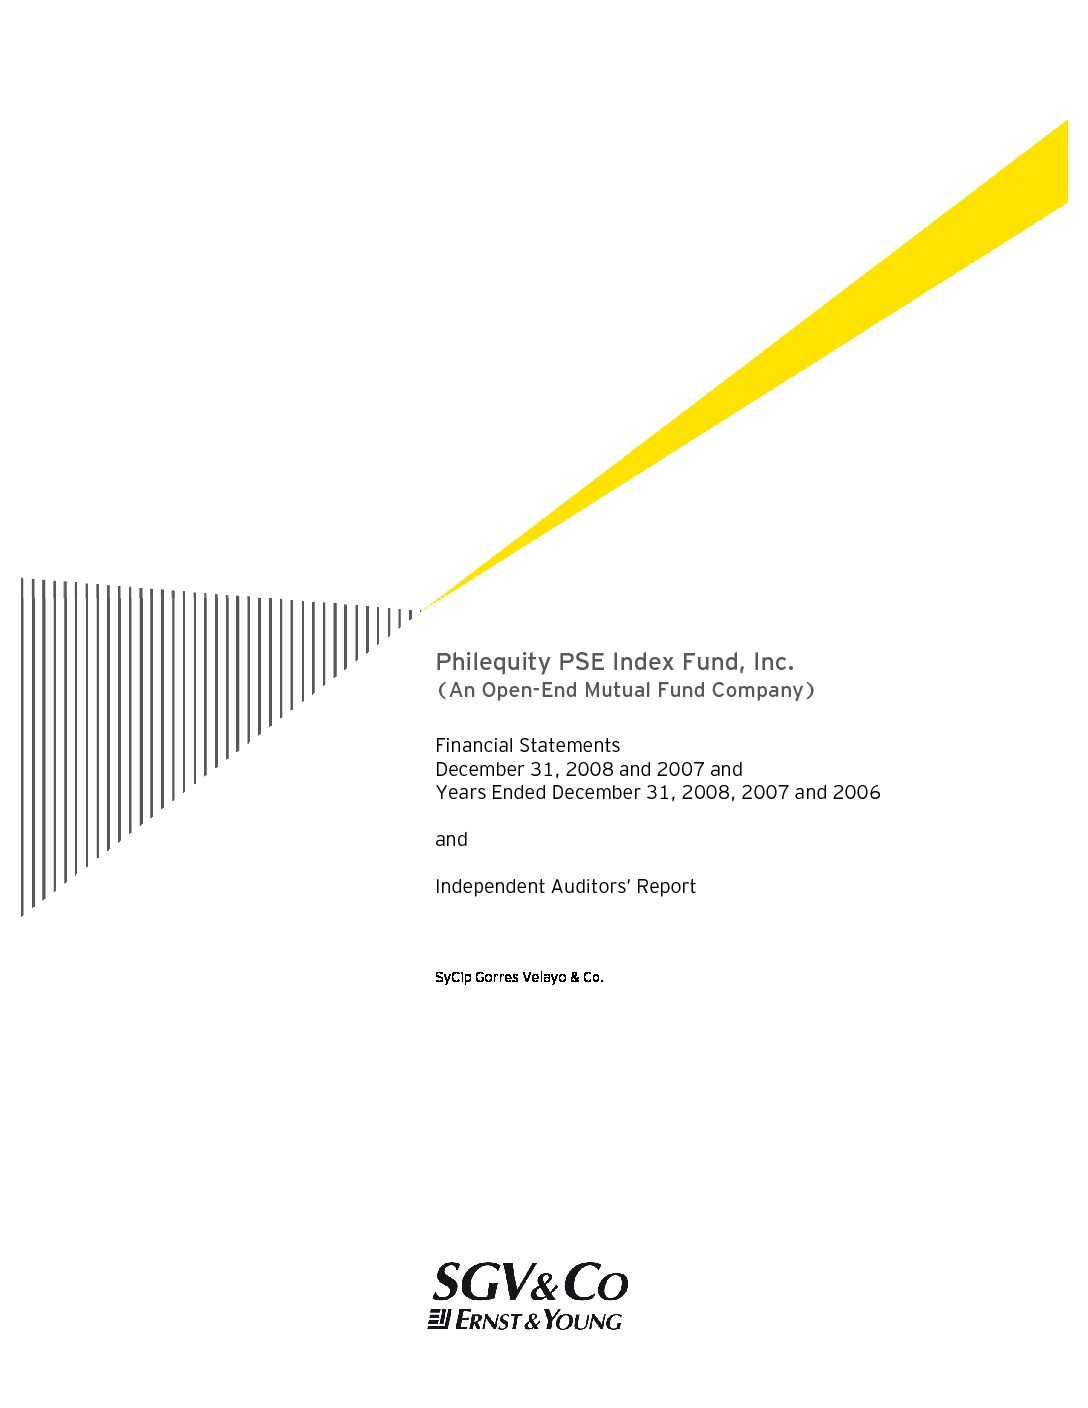 Philequity PSE Index Fund, Inc.
(An Open-End Mutual Fund Company)
Financial Statements
December 31, 2008 and 2007 and
Years Ended December 31, 2008, 2007 and 2006
and
Independent Auditors’ Report
SyCip Gorres Velayo & Co.
SGV & CO
ERNST & YOUNG